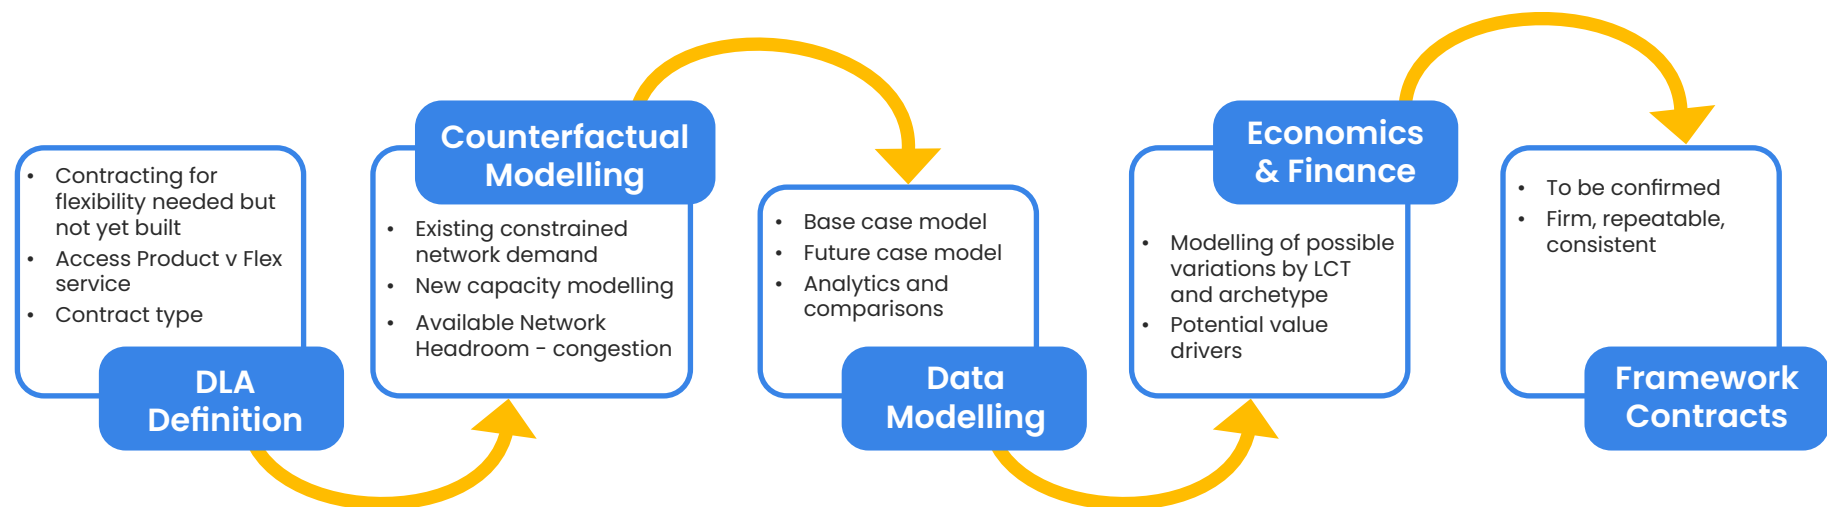 • Contracting for
flexibility needed but
not yet built
• Access Product v Flex
service
• Contract type
DLA
Definition
Counterfactual
Modelling
• Existing constrained
network demand
• New capacity modelling
• Available Network
Headroom - congestion
• Base case model
• Future case model
• Analytics and
comparisons
Data
Modelling
Economics
& Finance
• Modelling of possible
variations by LCT
and archetype
• Potential value
drivers
• To be confirmed
• Firm, repeatable,
consistent
Framework
Contracts